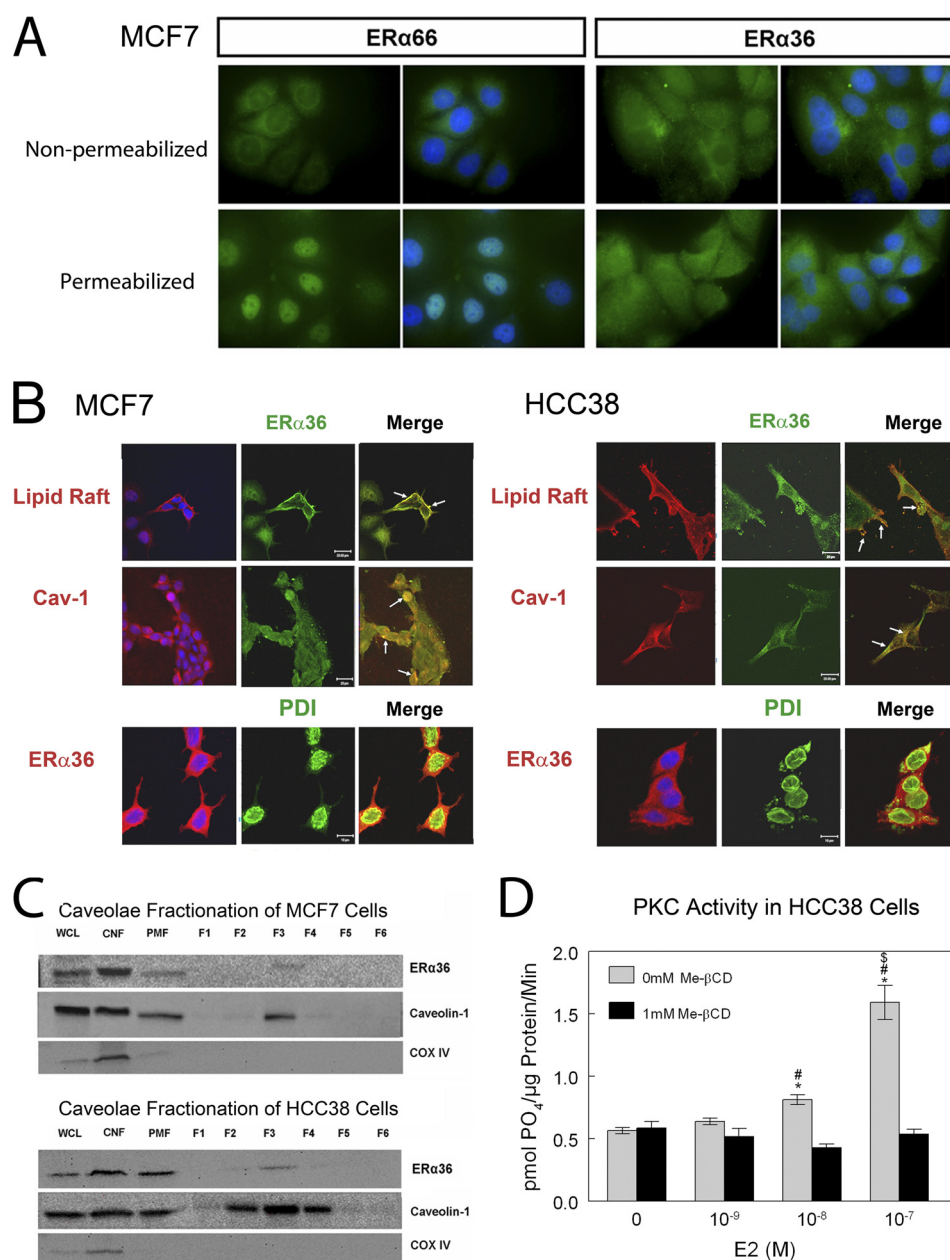 A MCF7 ERα66 ERα36
Non-permeabilized
Permeabilized
B MCF7 HCC38
ERα36 Merge ERα36 Merge
Lipid Raft Lipid Raft
Cav-1 Cav-1
PDI Merge PDI Merge
ERα36 ERα36
C
Caveolae Fractionation of MCF7 Cells
WCL CNF PMF F1 F2 F3 F4 F5 F6
ERα36
Caveolin-1
COX IV
Caveolae Fractionation of HCC38 Cells
WCL CNF PMF F1 F2 F3 F4 F5 F6
ERα36
Caveolin-1
COX IV
D PKC Activity in HCC38 Cells
pmol PO4/µg Protein/Min
2.0
1.5
1.0
0.5
0.0
0mM Me-βCD
1mM Me-βCD
#
*
$
#
*
0 10-9 10-8 10-7
E2 (M)